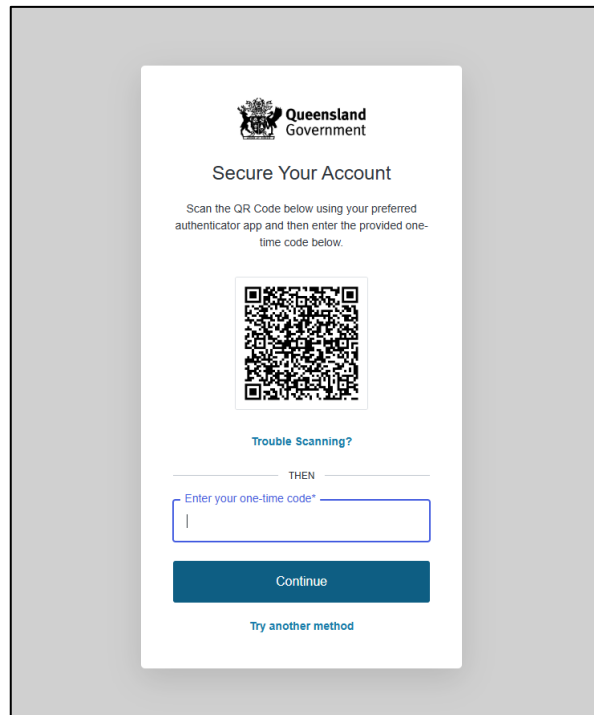 Queensland
Government
Secure Your Account
Scan the QR Code below using your preferred
authenticator app and then enter the provided one-
time code below.
Trouble Scanning?
THEN
Enter your one-time code*
Continue
Try another method